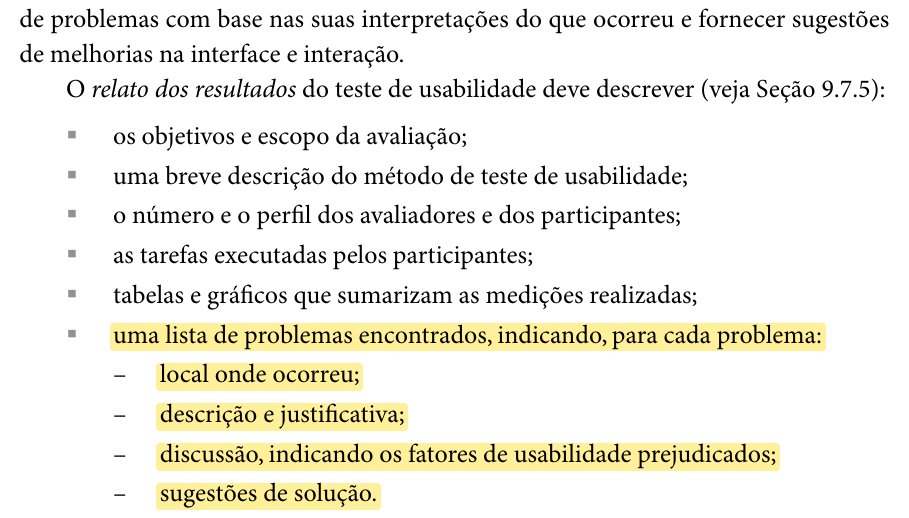 de problemas com base nas suas interpretações do que ocorreu e fornecer sugestões
de melhorias na interface e interação.
O relato dos resultados do teste de usabilidade deve descrever (veja Seção 9.7.5):
▪ os objetivos e escopo da avaliação;
▪ uma breve descrição do método de teste de usabilidade;
▪ o número e o perfil dos avaliadores e dos participantes;
▪ as tarefas executadas pelos participantes;
▪ tabelas e gráficos que sumarizam as medições realizadas;
▪ uma lista de problemas encontrados, indicando, para cada problema:
– local onde ocorreu;
– descrição e justificativa;
– discussão, indicando os fatores de usabilidade prejudicados;
– sugestões de solução.